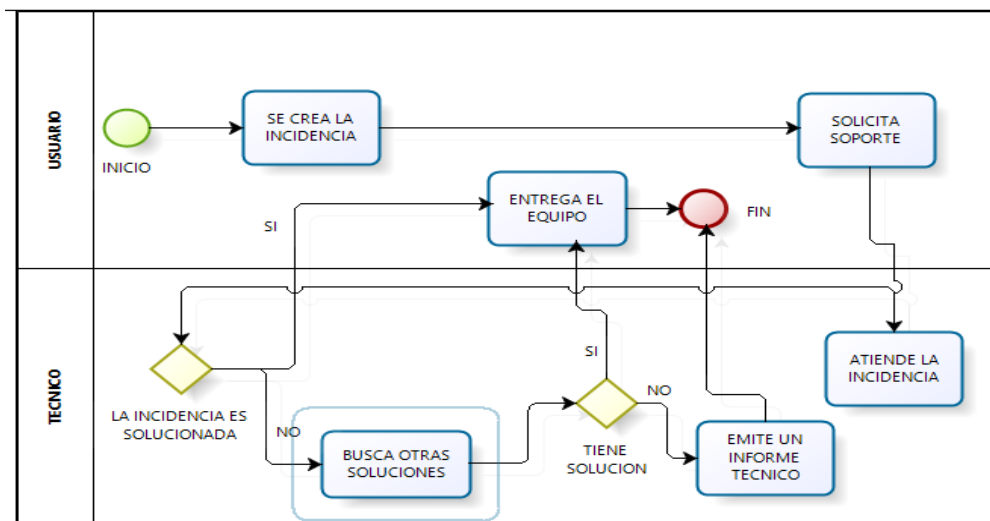 USUARIO
SE CREA LA
INCIDENCIA
SOLICITA
SOPORTE
INICIO
ENTREGA EL
EQUIPO
FIN
SI
TECNICO
ATIENDE LA
INCIDENCIA
LA INCIDENCIA ES
SOLUCIONADA
NO
BUSCA OTRAS
SOLUCIONES
SI
TIENE
SOLUCION
NO
EMITE UN
INFORME
TECNICO